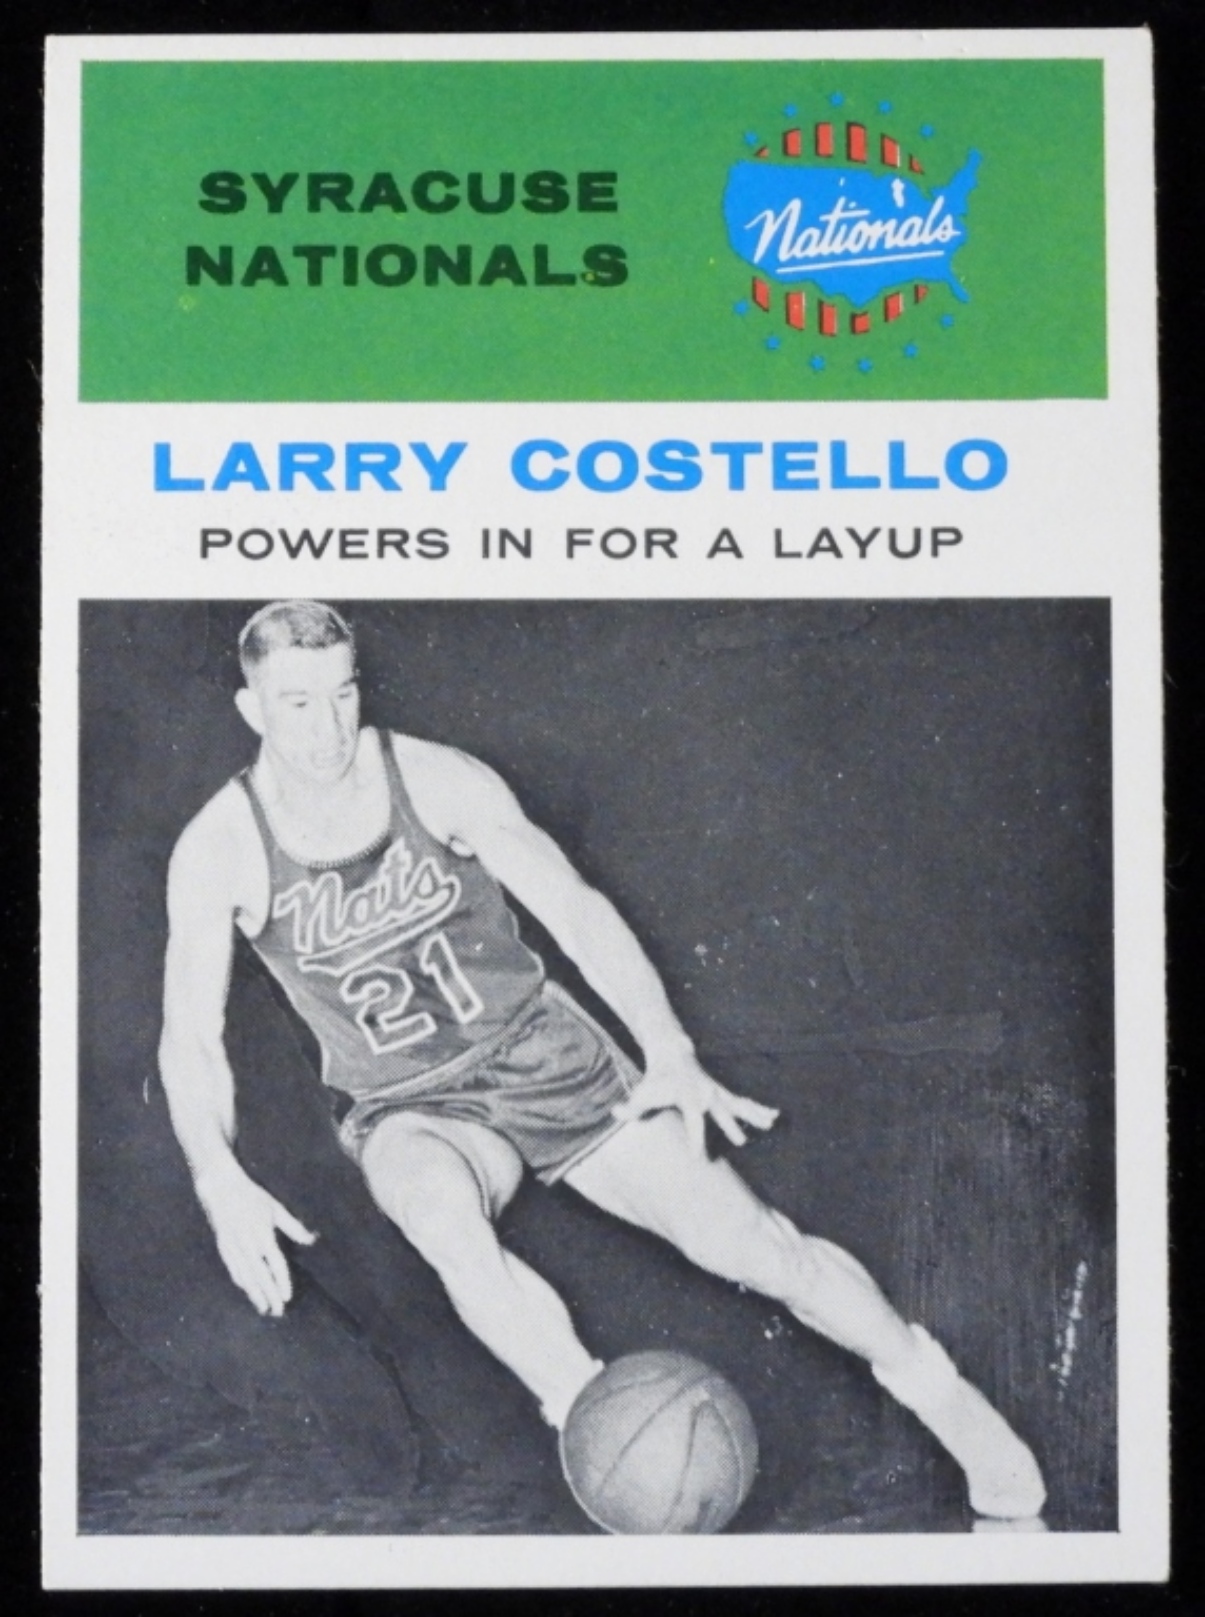 SYRACUSE
NATIONALS
Nationals
LARRY COSTELLO
POWERS IN FOR A LAYUP
Nats
21